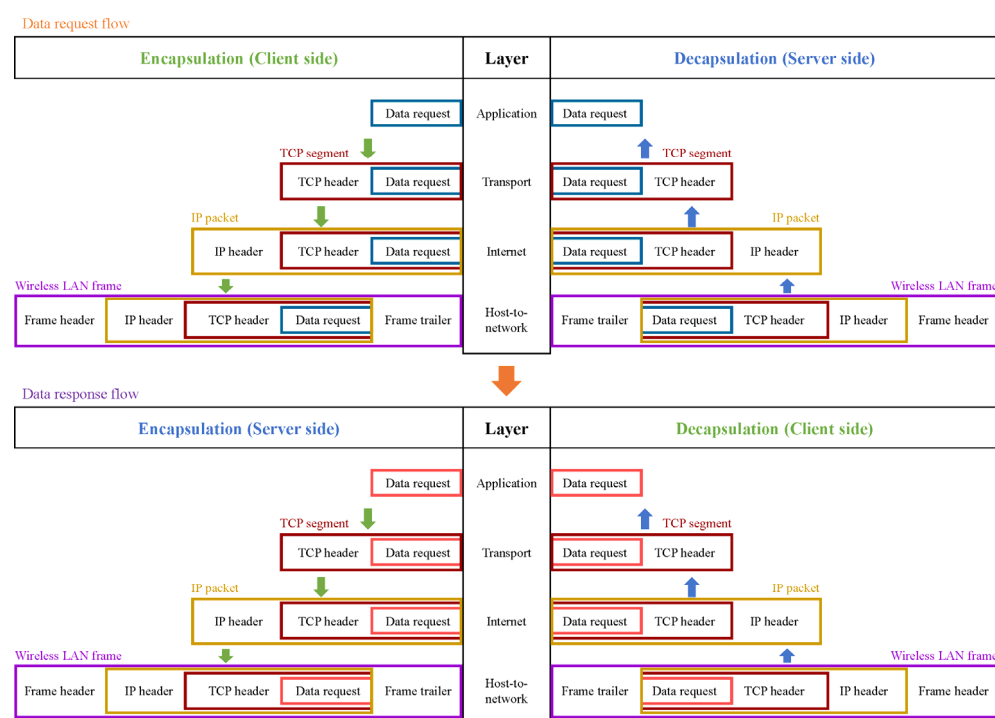 Data request flow
Encapsulation (Client side) Layer Decapsulation (Server side)
Data request Application Data request
TCP segment TCP segment
TCP header Data request Transport Data request TCP header
IP packet IP packet
IP header TCP header Data request Internet Data request TCP header IP header
Wireless LAN frame Wireless LAN frame
Frame header IP header TCP header Data request Frame trailer Host-to-network Frame trailer Data request TCP header IP header Frame header
Data response flow
Encapsulation (Server side) Layer Decapsulation (Client side)
Data request Application Data request
TCP segment TCP segment
TCP header Data request Transport Data request TCP header
IP packet IP packet
IP header TCP header Data request Internet Data request TCP header IP header
Wireless LAN frame Wireless LAN frame
Frame header IP header TCP header Data request Frame trailer Host-to-network Frame trailer Data request TCP header IP header Frame header